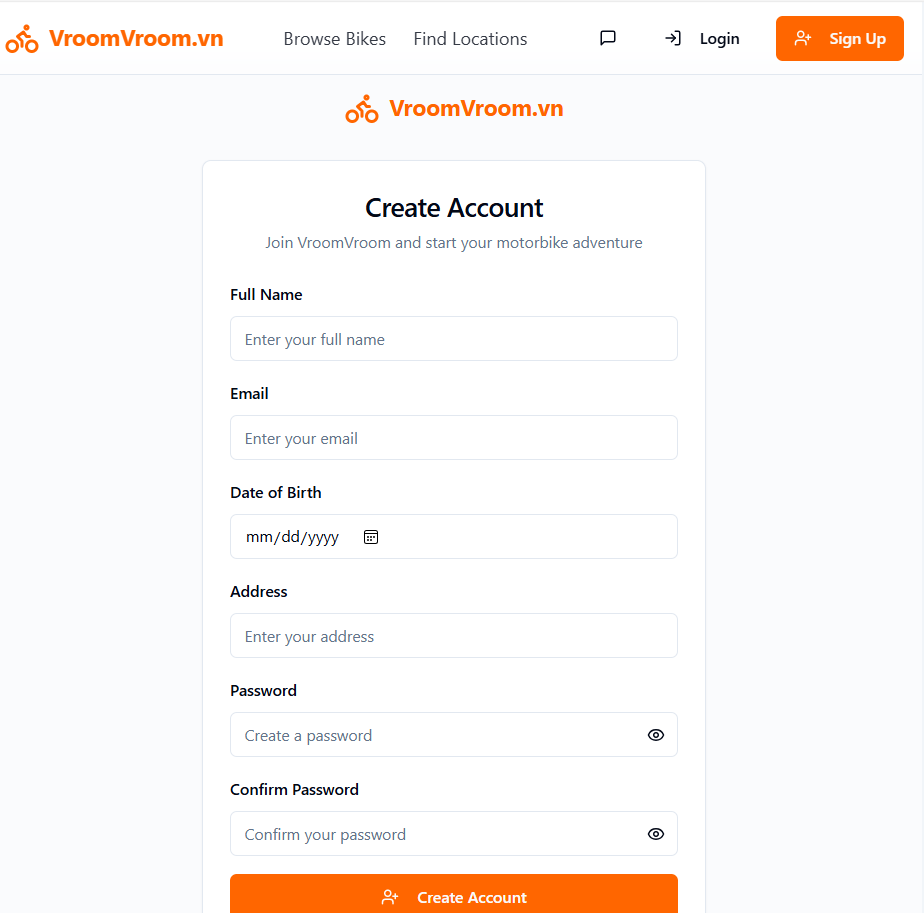 VroomVroom.vn Browse Bikes Find Locations Login Sign Up
VroomVroom.vn
Create Account
Join VroomVroom and start your motorbike adventure
Full Name
Enter your full name
Email
Enter your email
Date of Birth
mm/dd/yyyy
Address
Enter your address
Password
Create a password
Confirm Password
Confirm your password
Create Account